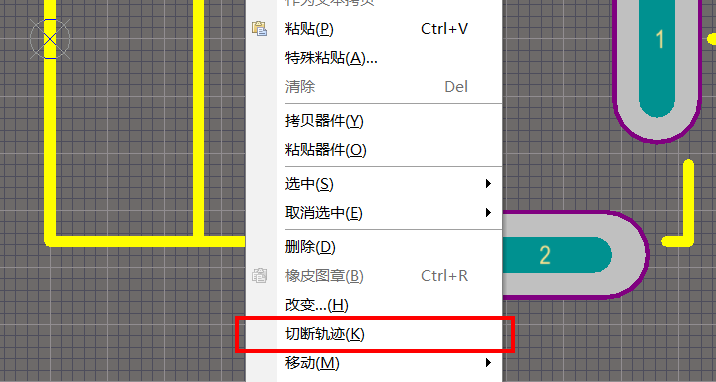 作为文本拷贝
粘贴(P) Ctrl+V
特殊粘贴(A)...
清除 Del
拷贝器件(Y)
粘贴器件(O)
选中(S)
取消选中(E)
删除(D)
橡皮图章(B) Ctrl+R
改变...(H)
切断轨迹(K)
移动(M)
1
2